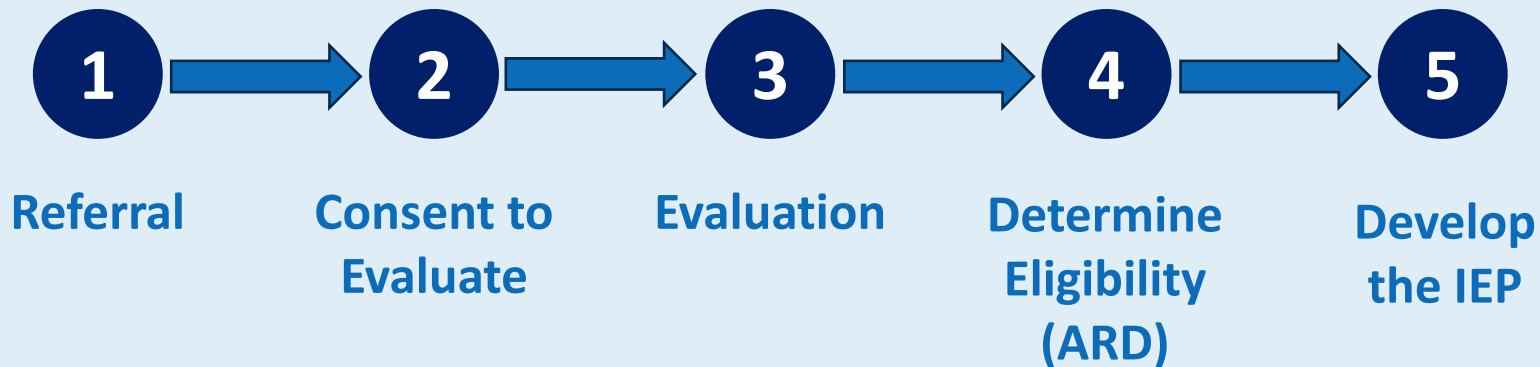 1
2
3
4
5
Referral
Consent to
Evaluate
Evaluation
Determine
Eligibility
(ARD)
Develop
the IEP